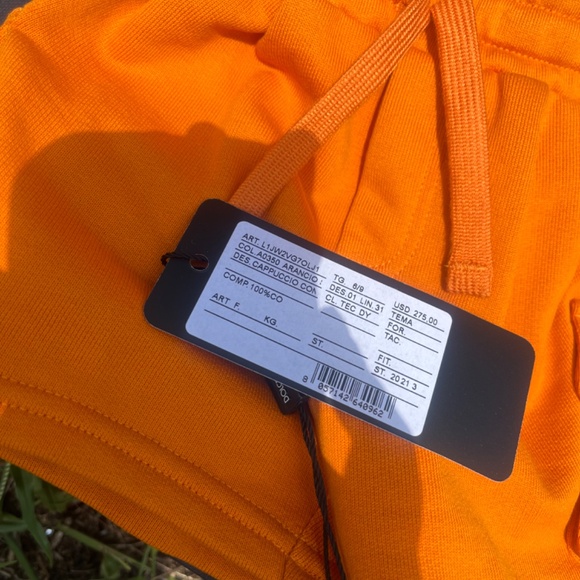 ART. L1JW2VG7OLJ1
COL A0350 ARANCIO
DES.CAPPUCCIO CON
COMP.100%CO
ART F. KG.
TG 6/9
DES.01 LIN.31
CL.TEC DY
ST.
USD 275,00
TEMA
FOR.
TAC.
FIT.
ST. 2021 3
8 057142 640962